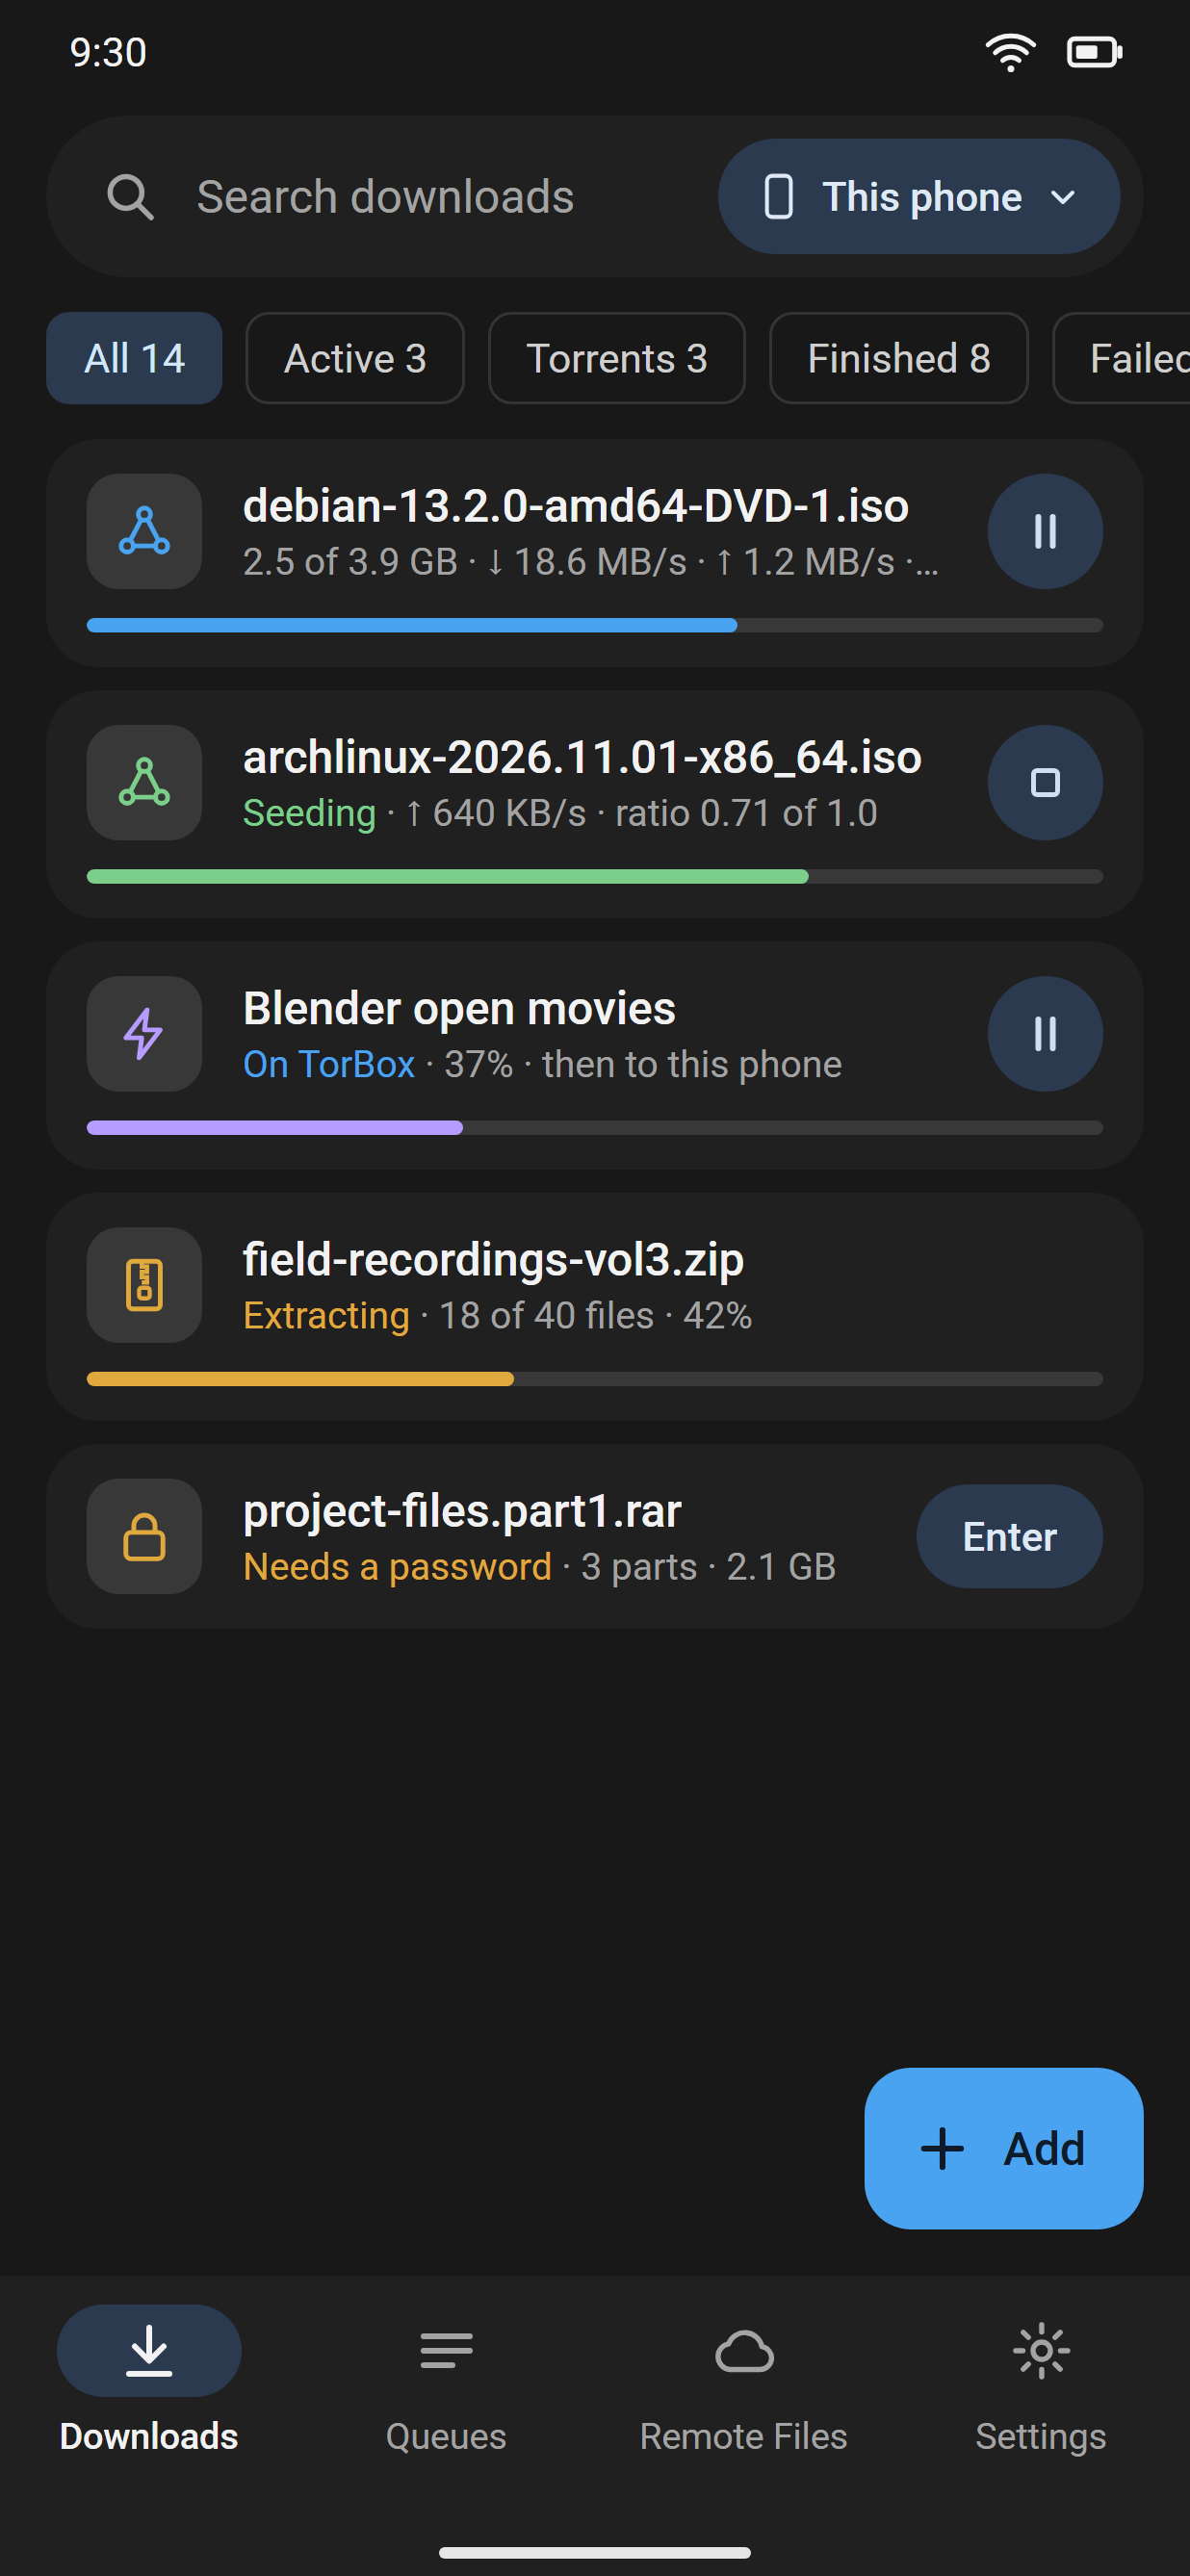 9:30
Search downloads
This phone
All 14
Active 3
Torrents 3
Finished 8
Failed
debian-13.2.0-amd64-DVD-1.iso
2.5 of 3.9 GB · ↓ 18.6 MB/s · ↑ 1.2 MB/s ·…
archlinux-2026.11.01-x86_64.iso
Seeding · ↑ 640 KB/s · ratio 0.71 of 1.0
Blender open movies
On TorBox · 37% · then to this phone
field-recordings-vol3.zip
Extracting · 18 of 40 files · 42%
project-files.part1.rar
Needs a password · 3 parts · 2.1 GB
Enter
Add
Downloads
Queues
Remote Files
Settings